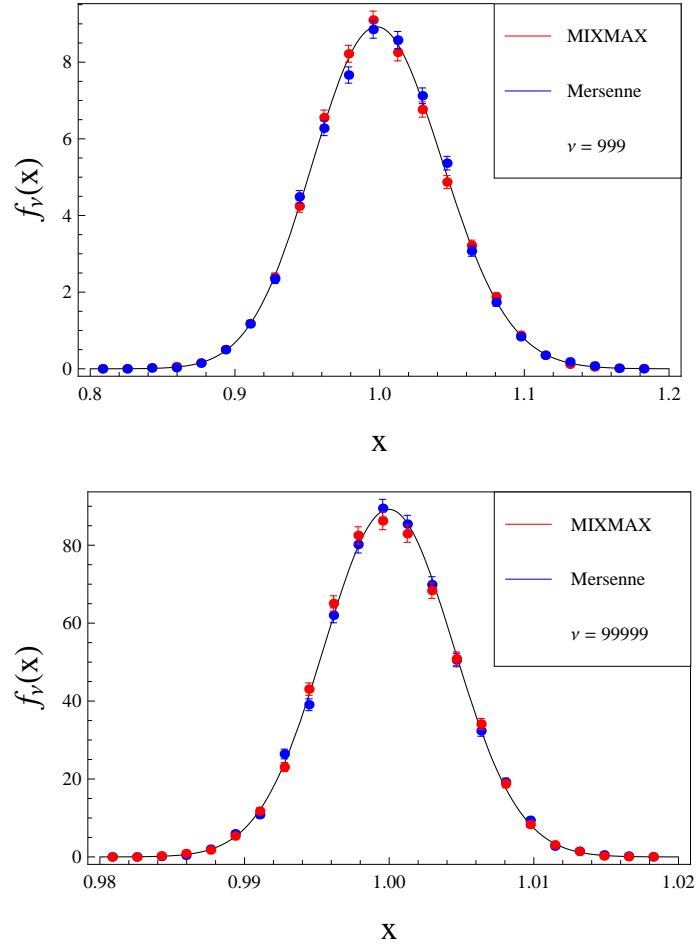 MIXMAX
Mersenne
ν = 999
f_ν(x)
8
6
4
2
0
0.8 0.9 1.0 1.1 1.2
x
MIXMAX
Mersenne
ν = 99999
f_ν(x)
80
60
40
20
0
0.98 0.99 1.00 1.01 1.02
x